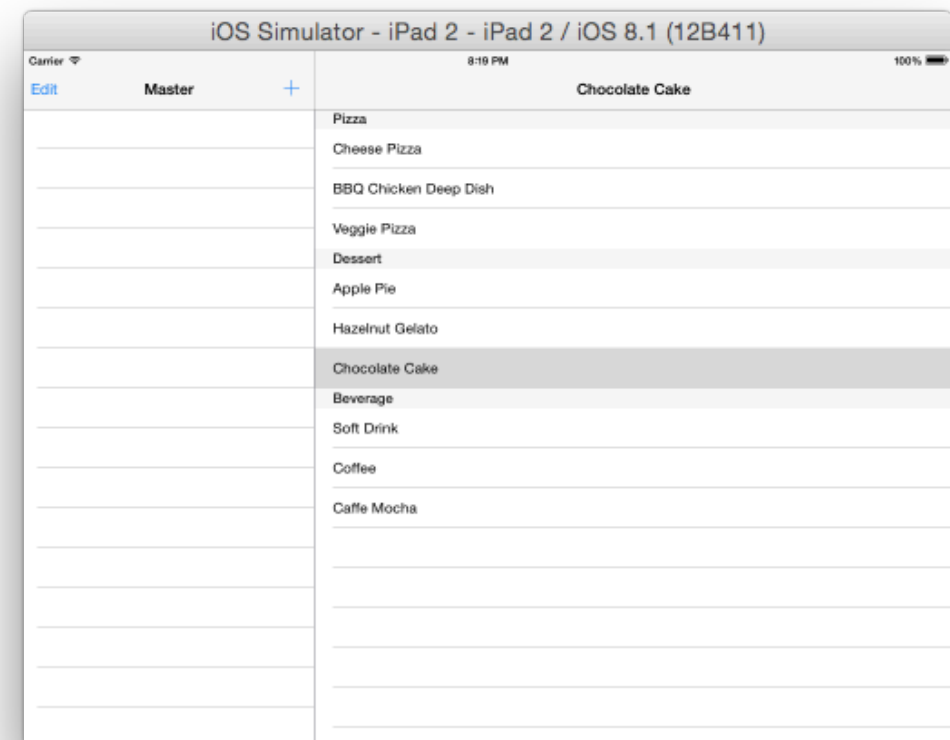 iOS Simulator - iPad 2 - iPad 2 / iOS 8.1 (12B411)
Carrier 8:19 PM 100%
Edit Master + Chocolate Cake
Pizza
Cheese Pizza
BBQ Chicken Deep Dish
Veggie Pizza
Dessert
Apple Pie
Hazelnut Gelato
Chocolate Cake
Beverage
Soft Drink
Coffee
Caffe Mocha